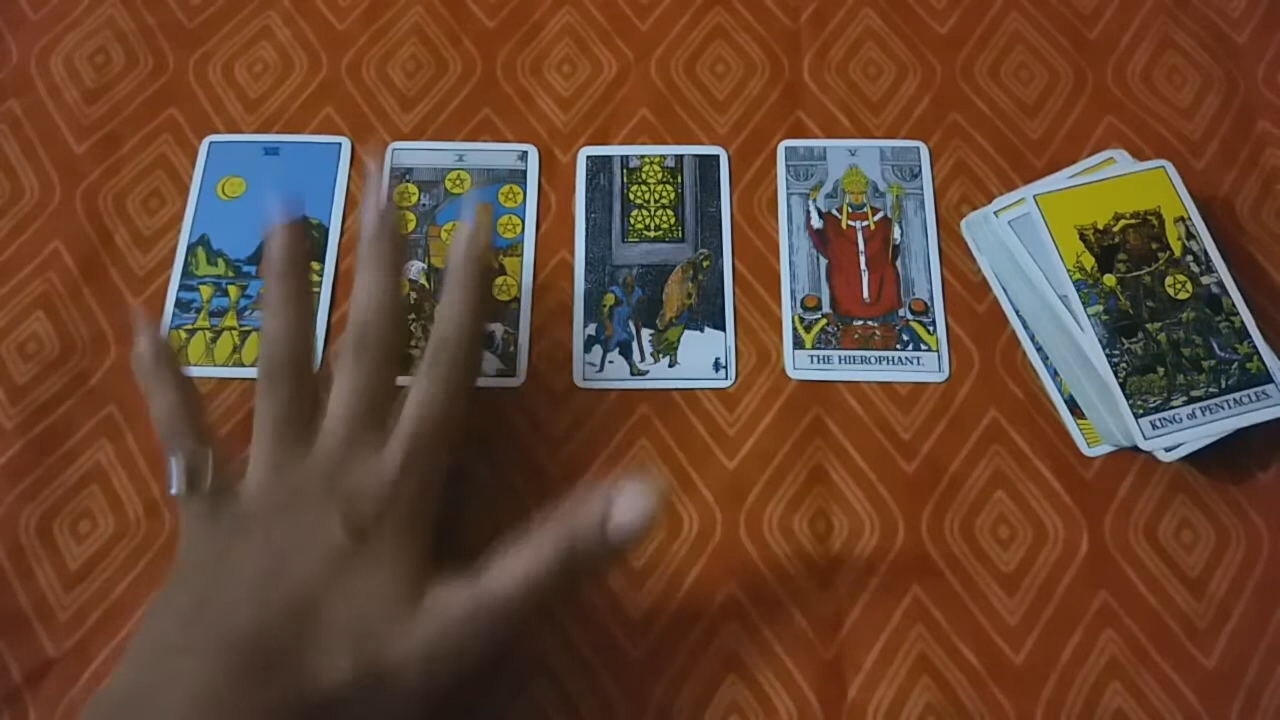 X
V
THE HIEROPHANT.
KING of PENTACLES.